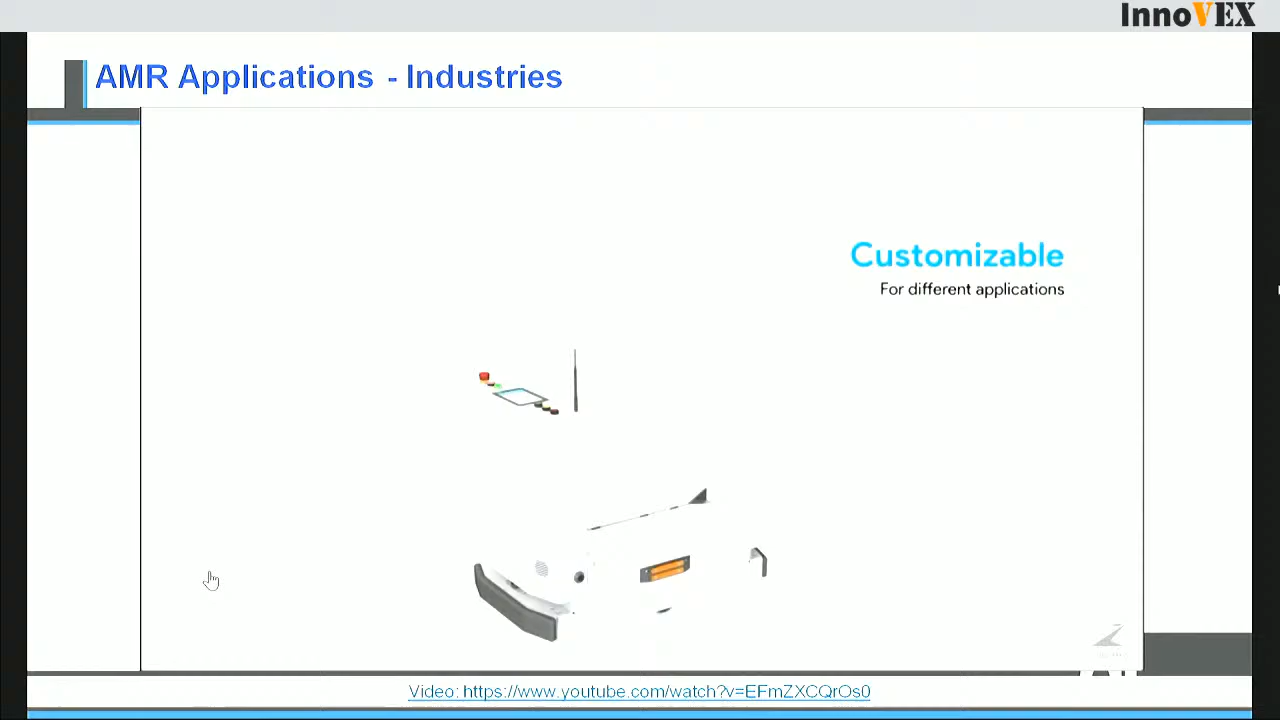 InnoVEX
AMR Applications - Industries
Customizable
For different applications
Video: https://www.youtube.com/watch?v=EFmZXCQrOs0